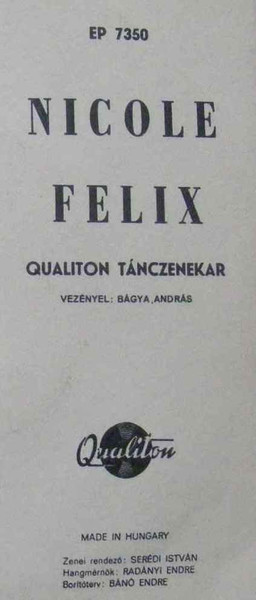 EP 7350
NICOLE
FELIX
QUALITON TÁNCZENEKAR
VEZÉNYEL: BÁGYA ANDRÁS
Qualiton
MADE IN HUNGARY
Zenei rendező: SERÉDI ISTVÁN
Hangmérnök: RADÁNYI ENDRE
Borítóterv: BÁNÓ ENDRE